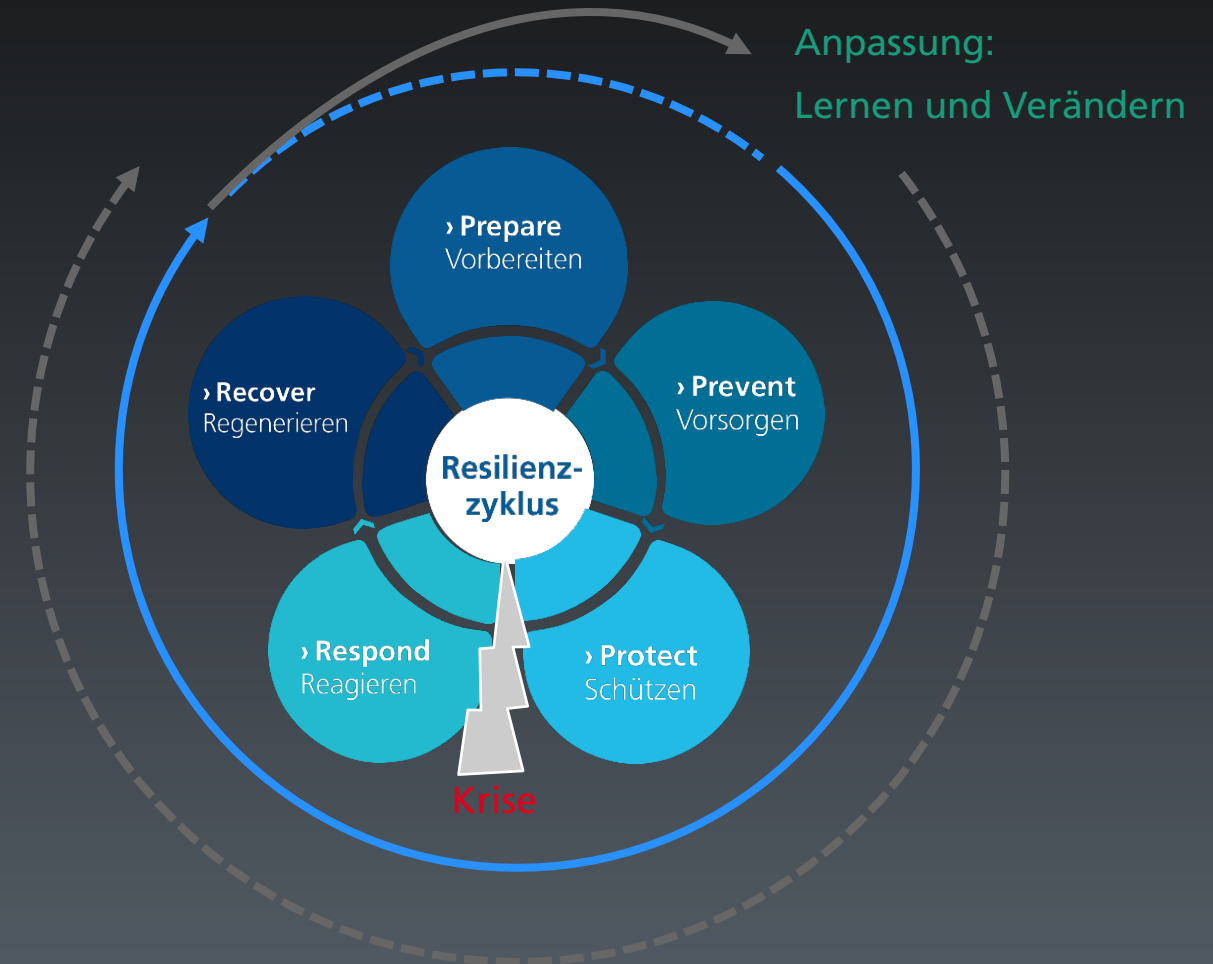 Anpassung:
Lernen und Verändern
› Prepare
Vorbereiten
› Prevent
Vorsorgen
› Recover
Regenerieren
Resilienz-
zyklus
› Respond
Reagieren
› Protect
Schützen
Krise